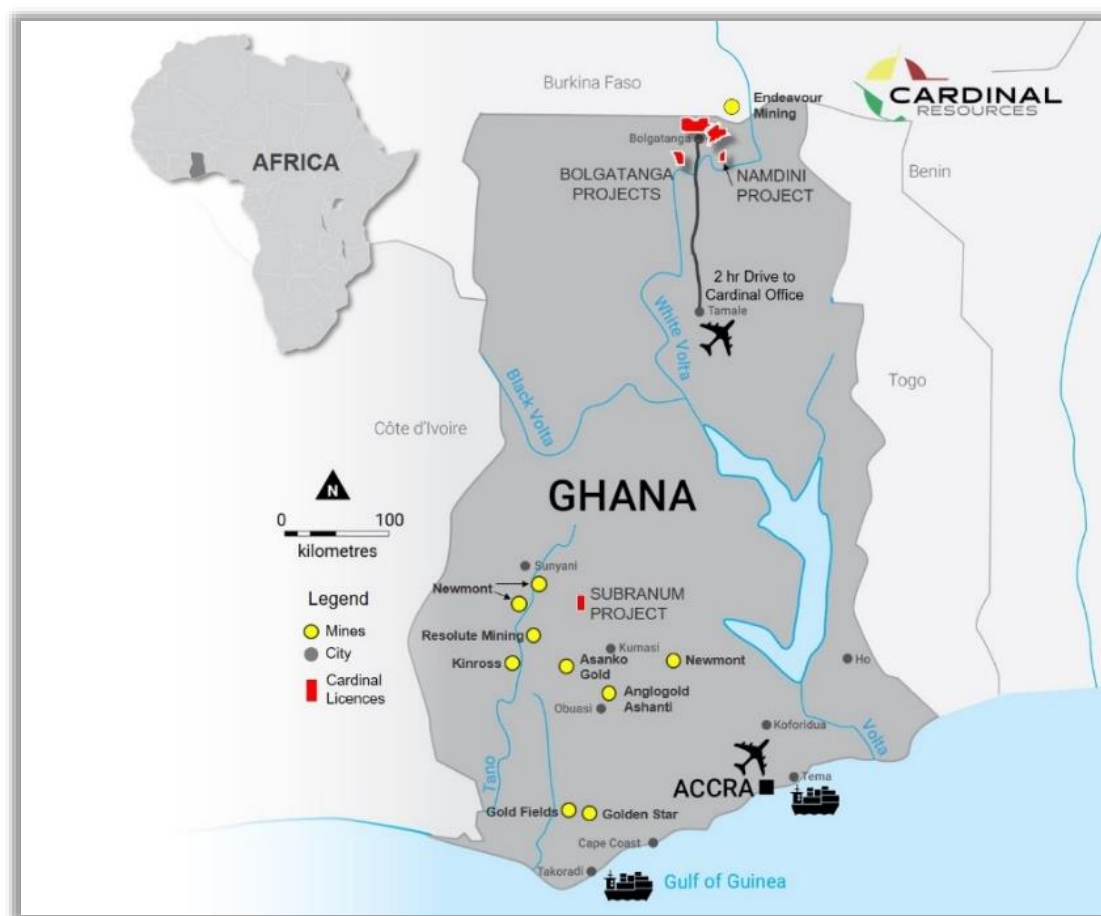 Burkina Faso
CARDINAL
RESOURCES
Endeavour
Mining
Bolgatanga
AFRICA
BOLGATANGA
PROJECTS
NAMDINI
PROJECT
Benin
2 hr Drive to
Cardinal Office
Tamale
White Volta
Black Volta
Togo
Côte d'Ivoire
N
GHANA
0 100
kilometres
Sunyani
Newmont
SUBRANUM
PROJECT
Legend
Mines
City
Cardinal
Licences
Resolute Mining
Kumasi
Kinross
Asanko
Gold
Newmont
Ho
Anglogold
Ashanti
Obuasi
Koforidua
Volta
Tano
Tema
ACCRA
Gold Fields
Golden Star
Cape Coast
Takoradi
Gulf of Guinea